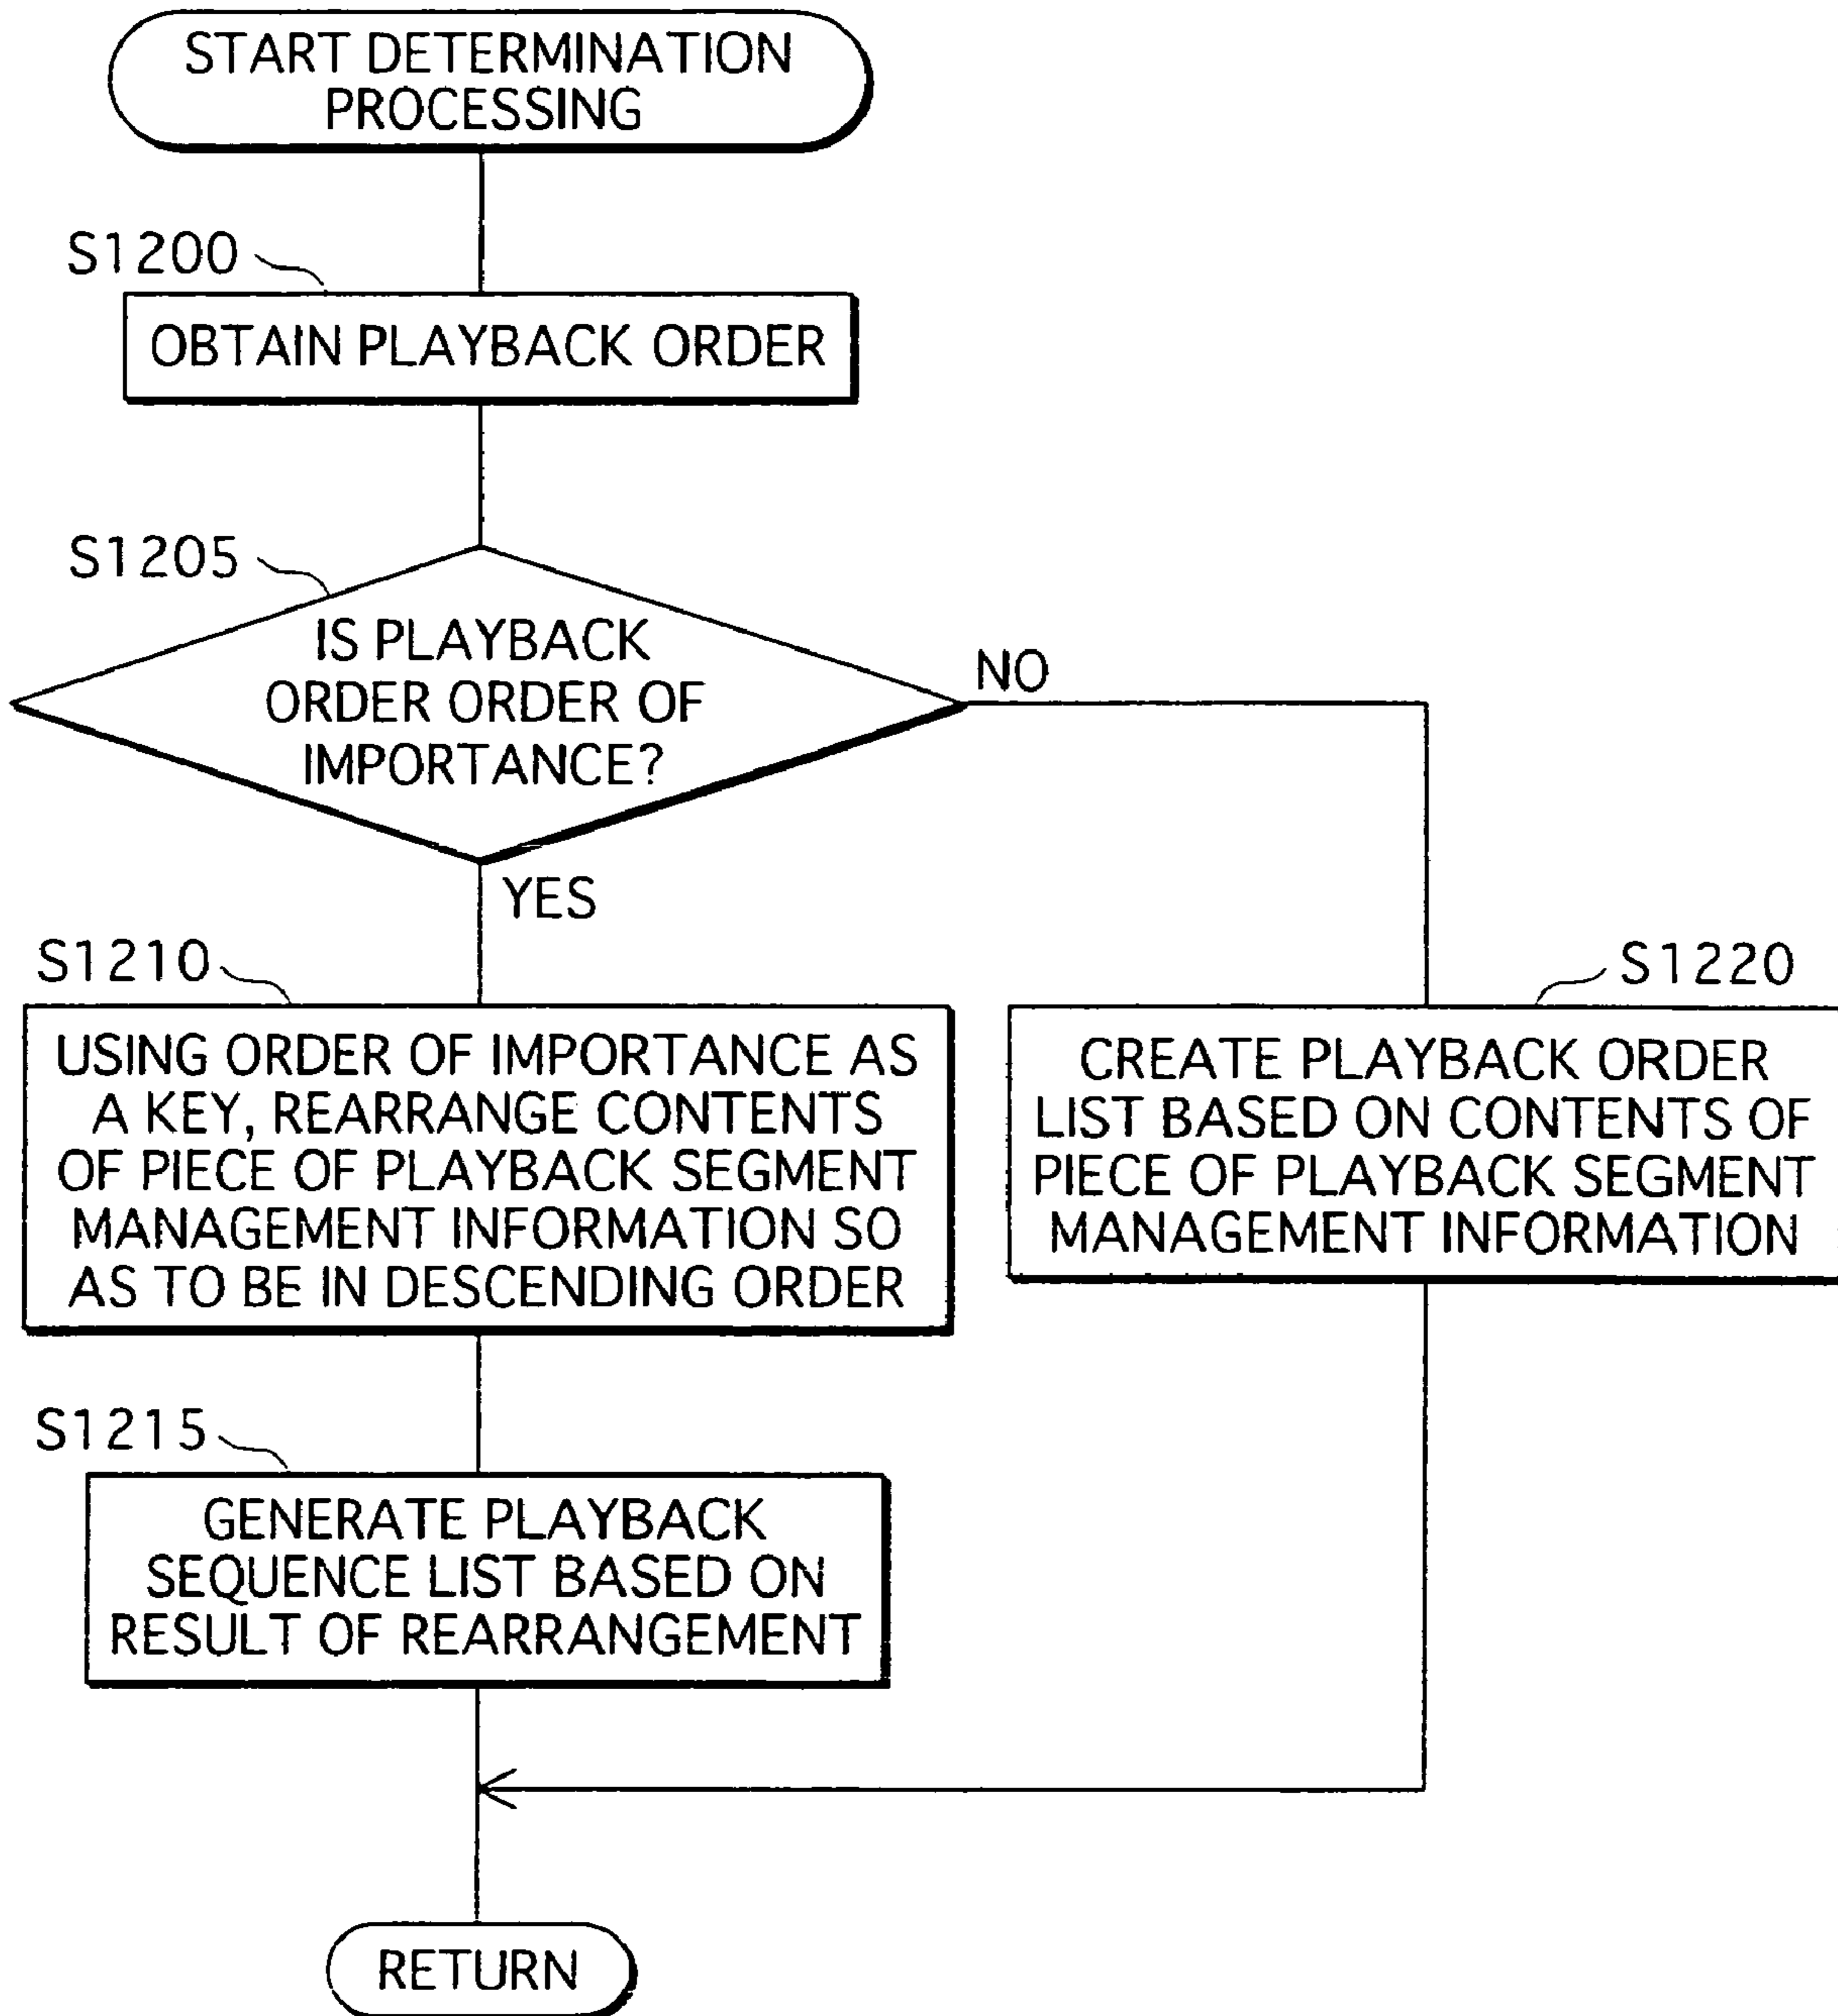 START DETERMINATION
PROCESSING
S1200
OBTAIN PLAYBACK ORDER
S1205
IS PLAYBACK
ORDER ORDER OF
IMPORTANCE?
NO
YES
S1210
USING ORDER OF IMPORTANCE AS
A KEY, REARRANGE CONTENTS
OF PIECE OF PLAYBACK SEGMENT
MANAGEMENT INFORMATION SO
AS TO BE IN DESCENDING ORDER
S1220
CREATE PLAYBACK ORDER
LIST BASED ON CONTENTS OF
PIECE OF PLAYBACK SEGMENT
MANAGEMENT INFORMATION
S1215
GENERATE PLAYBACK
SEQUENCE LIST BASED ON
RESULT OF REARRANGEMENT
RETURN